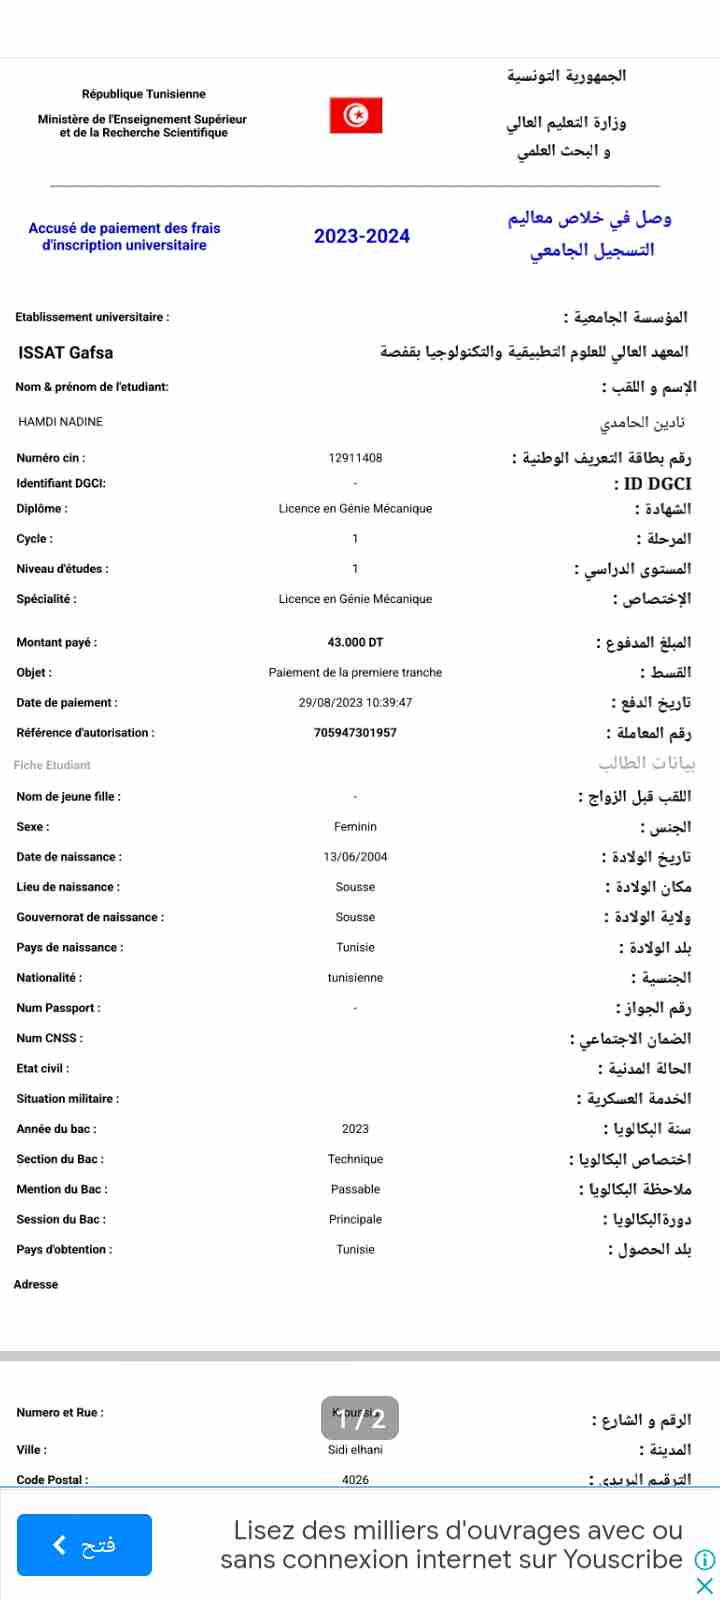 République Tunisienne
الجمهورية التونسية
Ministère de l'Enseignement Supérieur
et de la Recherche Scientifique
وزارة التعليم العالي
و البحث العلمي
Accusé de paiement des frais
d'inscription universitaire
2023-2024
وصل في خلاص معاليم
التسجيل الجامعي
Etablissement universitaire : المؤسسة الجامعية :
ISSAT Gafsa المعهد العالي للعلوم التطبيقية والتكنولوجيا بقفصة
Nom & prénom de l'etudiant: الإسم و اللقب :
HAMDI NADINE نادين الحامدي
Numéro cin : 12911408 رقم بطاقة التعريف الوطنية :
Identifiant DGCI: - ID DGCI :
Diplôme : Licence en Génie Mécanique الشهادة :
Cycle : 1 المرحلة :
Niveau d'études : 1 المستوى الدراسي :
Spécialité : Licence en Génie Mécanique الإختصاص :
Montant payé : 43.000 DT المبلغ المدفوع :
Objet : Paiement de la premiere tranche القسط :
Date de paiement : 29/08/2023 10:39:47 تاريخ الدفع :
Référence d'autorisation : 705947301957 رقم المعاملة :
Fiche Etudiant بيانات الطالب
Nom de jeune fille : - اللقب قبل الزواج :
Sexe : Feminin الجنس :
Date de naissance : 13/06/2004 تاريخ الولادة :
Lieu de naissance : Sousse مكان الولادة :
Gouvernorat de naissance : Sousse ولاية الولادة :
Pays de naissance : Tunisie بلد الولادة :
Nationalité : tunisienne الجنسية :
Num Passport : - رقم الجواز :
Num CNSS : الضمان الاجتماعي :
Etat civil : الحالة المدنية :
Situation militaire : الخدمة العسكرية :
Année du bac : 2023 سنة البكالويا :
Section du Bac : Technique اختصاص البكالويا :
Mention du Bac : Passable ملاحظة البكالويا :
Session du Bac : Principale دورةالبكالويا :
Pays d'obtention : Tunisie بلد الحصول :
Adresse
Numero et Rue : الرقم و الشارع :
1 / 2
Ville : Sidi elhani المدينة :
Code Postal : 4026 الترقيم البريدي :
Lisez des milliers d'ouvrages avec ou
sans connexion internet sur Youscribe
فتح